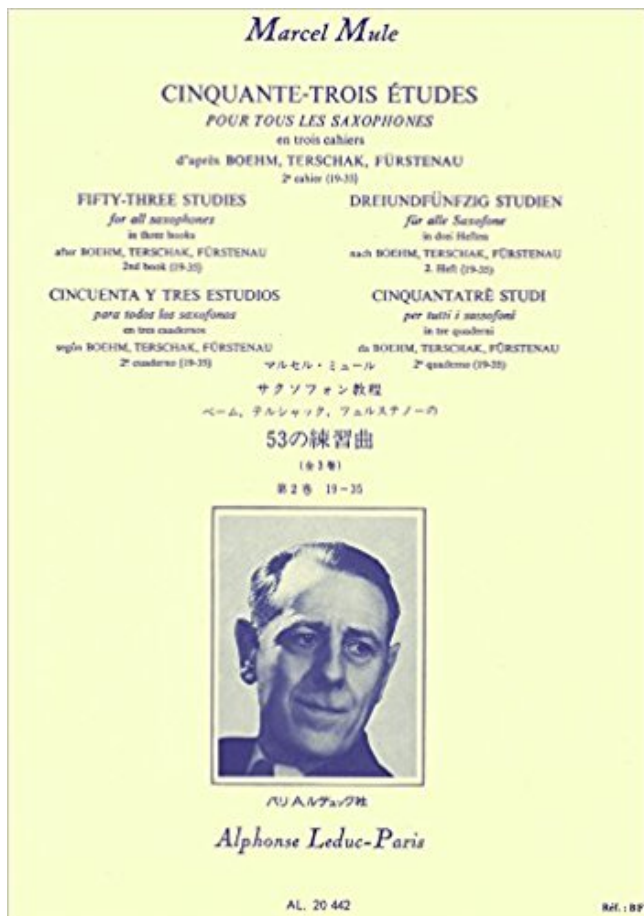 Marcel Mule
CINQUANTE-TROIS ÉTUDES
POUR TOUS LES SAXOPHONES
en trois cahiers
d'après BOEHM, TERSCHAK, FÜRSTENAU
2e cahier (19-35)
FIFTY-THREE STUDIES
for all saxophones
in three books
after BOEHM, TERSCHAK, FÜRSTENAU
2nd book (19-35)
DREIUNDFÜNFZIG STUDIEN
für alle Saxofone
in drei Heften
nach BOEHM, TERSCHAK, FÜRSTENAU
2. Heft (19-35)
CINCUENTA Y TRES ESTUDIOS
para todos los saxofonos
en tres cuadernos
según BOEHM, TERSCHAK, FÜRSTENAU
2o cuaderno (19-35)
CINQUANTATRÈ STUDI
per tutti i sassofoni
in tre quaderni
da BOEHM, TERSCHAK, FÜRSTENAU
2o quaderno (19-35)
マルセル・ミュール
サクソフォン教程
ベーム, テルシャック, フュルステノーの
53の練習曲
(全3巻)
第2巻 19-35
パリ A.ルデュック社
Alphonse Leduc-Paris
AL. 20 442
Réf. :